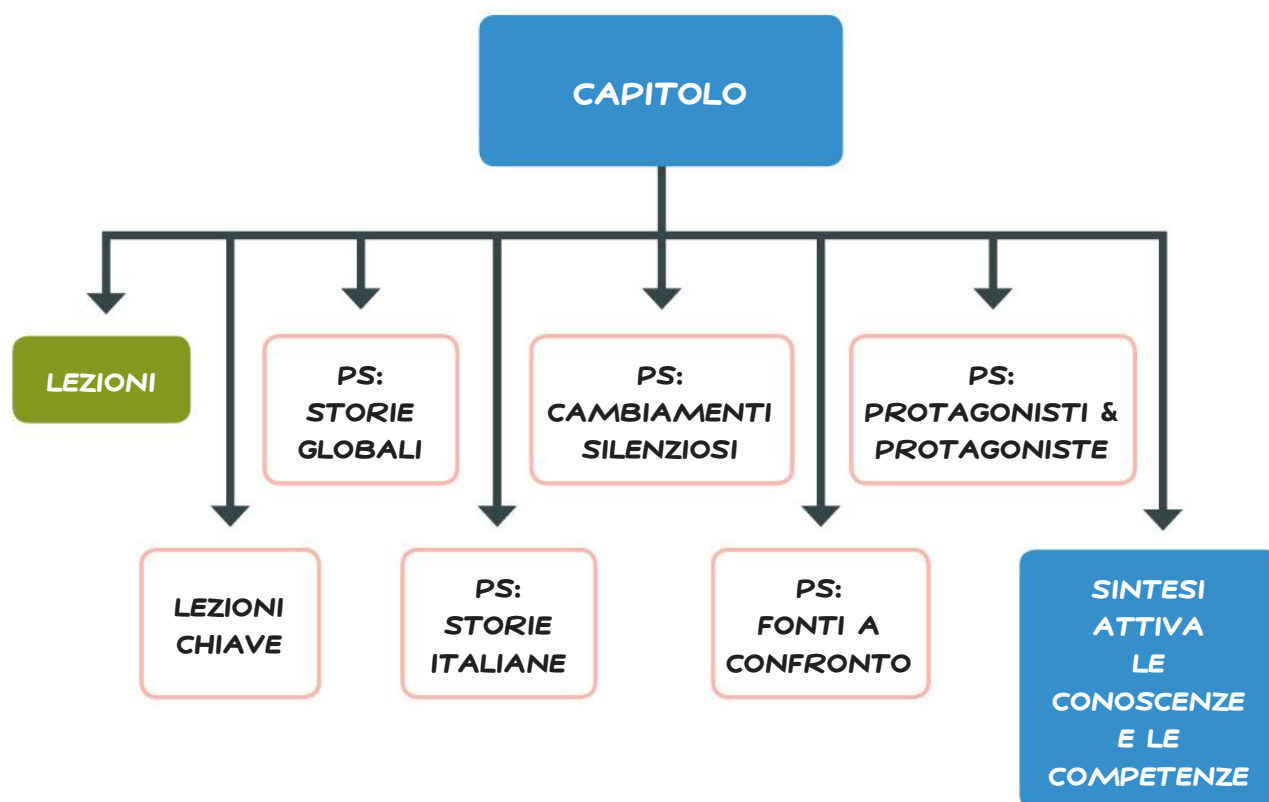 CAPITOLO
LEZIONI
PS:
STORIE
GLOBALI
PS:
CAMBIAMENTI
SILENZIOSI
PS:
PROTAGONISTI &
PROTAGONISTE
LEZIONI
CHIAVE
PS:
STORIE
ITALIANE
PS:
FONTI A
CONFRONTO
SINTESI
ATTIVA
LE
CONOSCENZE
E LE
COMPETENZE